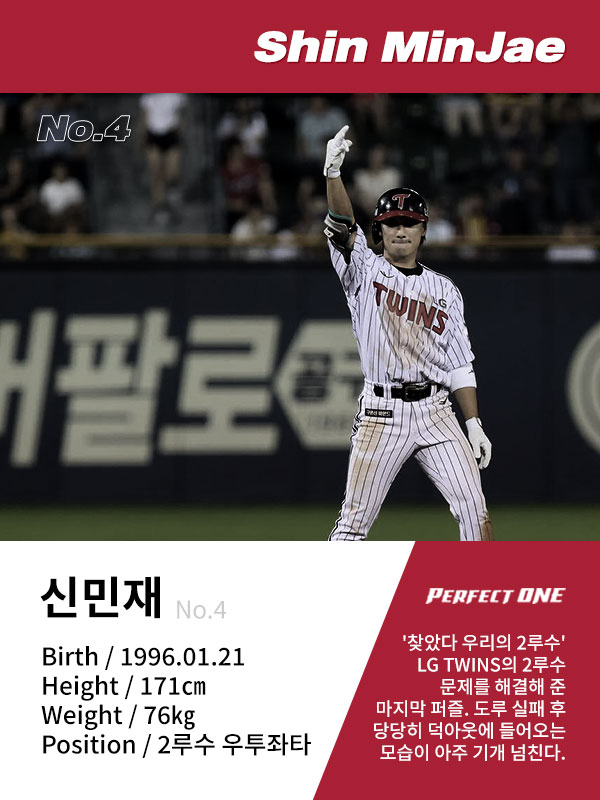 Shin MinJae
No.4
T
LG
TWINS
팔로
공
신민재 No.4
Birth / 1996.01.21
Height / 171㎝
Weight / 76㎏
Position / 2루수 우투좌타
PERFECT ONE
'찾았다 우리의 2루수'
LG TWINS의 2루수
문제를 해결해 준
마지막 퍼즐. 도루 실패 후
당당히 덕아웃에 들어오는
모습이 아주 기개 넘친다.